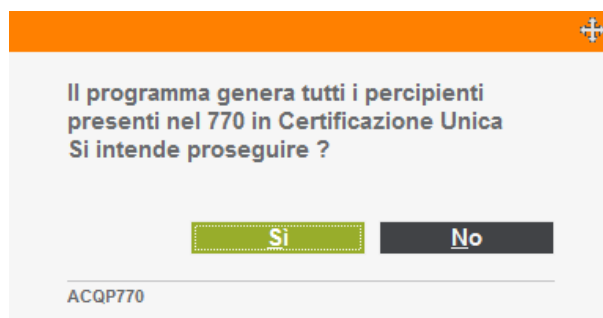 Il programma genera tutti i percipienti
presenti nel 770 in Certificazione Unica
Si intende proseguire ?
Sì
No
ACQP770